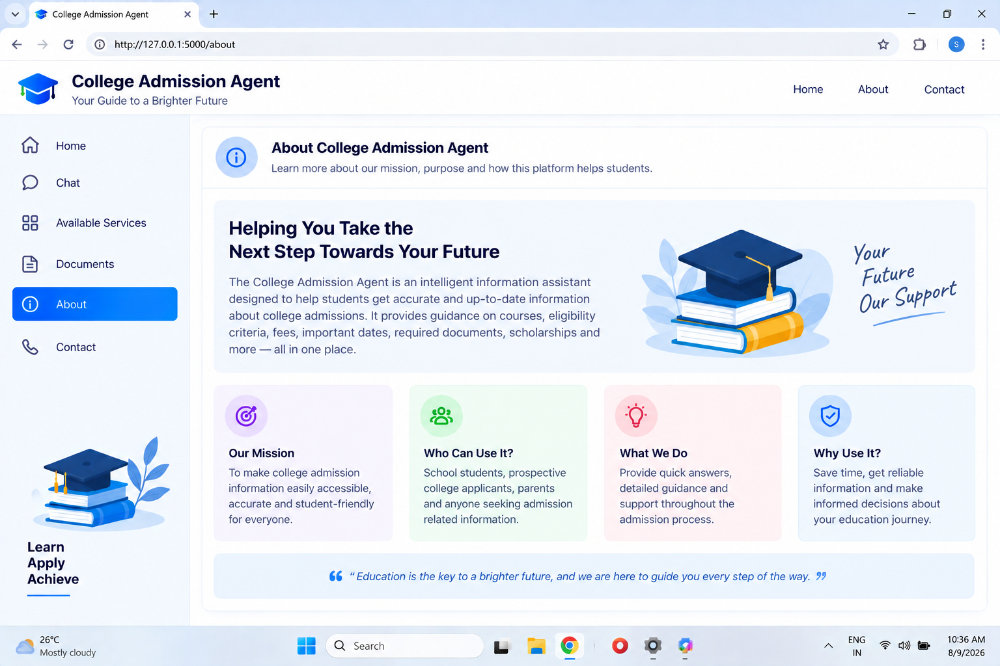 College Admission Agent
http://127.0.0.1:5000/about
S
College Admission Agent
Your Guide to a Brighter Future
Home
About
Contact
Home
Chat
Available Services
Documents
About
Contact
Learn
Apply
Achieve
About College Admission Agent
Learn more about our mission, purpose and how this platform helps students.
Helping You Take the
Next Step Towards Your Future
The College Admission Agent is an intelligent information assistant
designed to help students get accurate and up-to-date information
about college admissions. It provides guidance on courses, eligibility
criteria, fees, important dates, required documents, scholarships and
more — all in one place.
Your
Future
Our Support
Our Mission
To make college admission
information easily accessible,
accurate and student-friendly
for everyone.
Who Can Use It?
School students, prospective
college applicants, parents
and anyone seeking admission
related information.
What We Do
Provide quick answers,
detailed guidance and
support throughout the
admission process.
Why Use It?
Save time, get reliable
information and make
informed decisions about
your education journey.
“ “ Education is the key to a brighter future, and we are here to guide you every step of the way. ”
26°C
Mostly cloudy
Search
ENG
IN
10:36 AM
8/9/2026